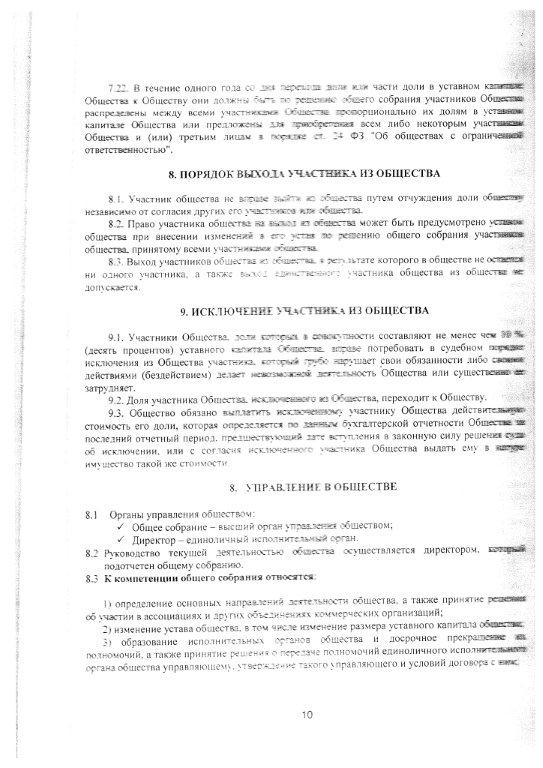 7.22. В течение одного года со дня перехода доли или части доли в уставном капитале
Общества к Обществу они должны быть по решению общего собрания участников Общества
распределены между всеми участниками Общества пропорционально их долям в уставном
капитале Общества или предложены для приобретения всем либо некоторым участникам
Общества и (или) третьим лицам в порядке ст. 24 ФЗ "Об обществах с ограниченной
ответственностью".
8. ПОРЯДОК ВЫХОДА УЧАСТНИКА ИЗ ОБЩЕСТВА
8.1. Участник общества не вправе выйти из общества путем отчуждения доли обществу
независимо от согласия других его участников или общества.
8.2. Право участника общества на выход из общества может быть предусмотрено уставом
общества при внесении изменений в его устав по решению общего собрания участников
общества, принятому всеми участниками общества.
8.3. Выход участников общества из общества, в результате которого в обществе не остается
ни одного участника, а также выход единственного участника общества из общества не
допускается.
9. ИСКЛЮЧЕНИЕ УЧАСТНИКА ИЗ ОБЩЕСТВА
9.1. Участники Общества, доли которых в совокупности составляют не менее чем 10 %
(десять процентов) уставного капитала Общества, вправе потребовать в судебном порядке
исключения из Общества участника, который грубо нарушает свои обязанности либо своими
действиями (бездействием) делает невозможной деятельность Общества или существенно ее
затрудняет.
9.2. Доля участника Общества, исключенного из Общества, переходит к Обществу.
9.3. Общество обязано выплатить исключенному участнику Общества действительную
стоимость его доли, которая определяется по данным бухгалтерской отчетности Общества за
последний отчетный период, предшествующий дате вступления в законную силу решения суда
об исключении, или с согласия исключенного участника Общества выдать ему в натуре
имущество такой же стоимости
8. УПРАВЛЕНИЕ В ОБЩЕСТВЕ
8.1 Органы управления обществом:
✓ Общее собрание – высший орган управления обществом;
✓ Директор – единоличный исполнительный орган.
8.2 Руководство текущей деятельностью общества осуществляется директором, который
подотчетен общему собранию.
8.3 К компетенции общего собрания относятся:
1) определение основных направлений деятельности общества, а также принятие решения
об участии в ассоциациях и других объединениях коммерческих организаций;
2) изменение устава общества, в том числе изменение размера уставного капитала общества;
3) образование исполнительных органов общества и досрочное прекращение их
полномочий, а также принятие решения о передаче полномочий единоличного исполнительного
органа общества управляющему, утверждение такого управляющего и условий договора с ним;
10